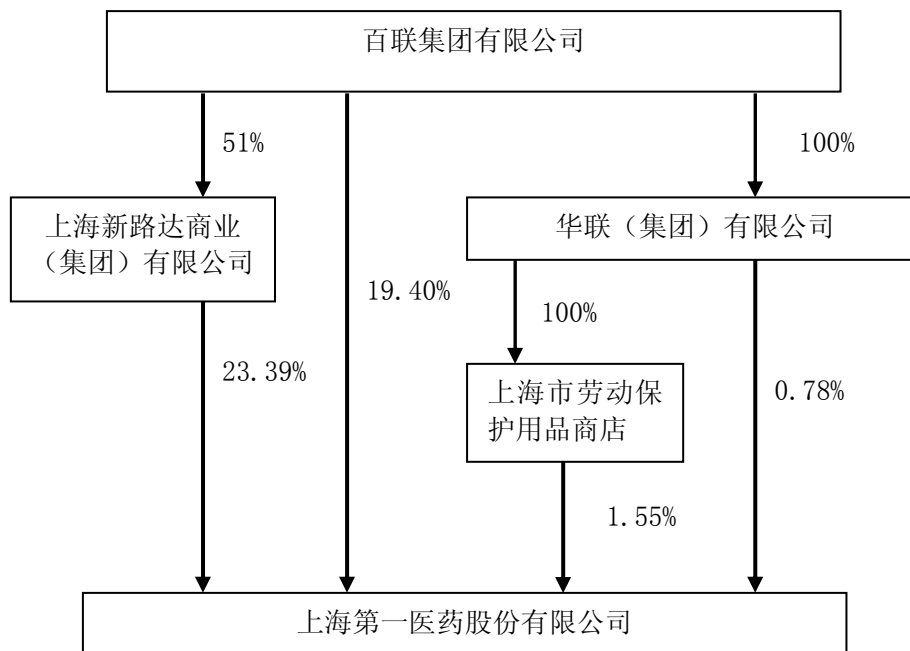 百联集团有限公司
51%
100%
上海新路达商业
（集团）有限公司
华联（集团）有限公司
19.40%
100%
23.39%
上海市劳动保
护用品商店
0.78%
1.55%
上海第一医药股份有限公司